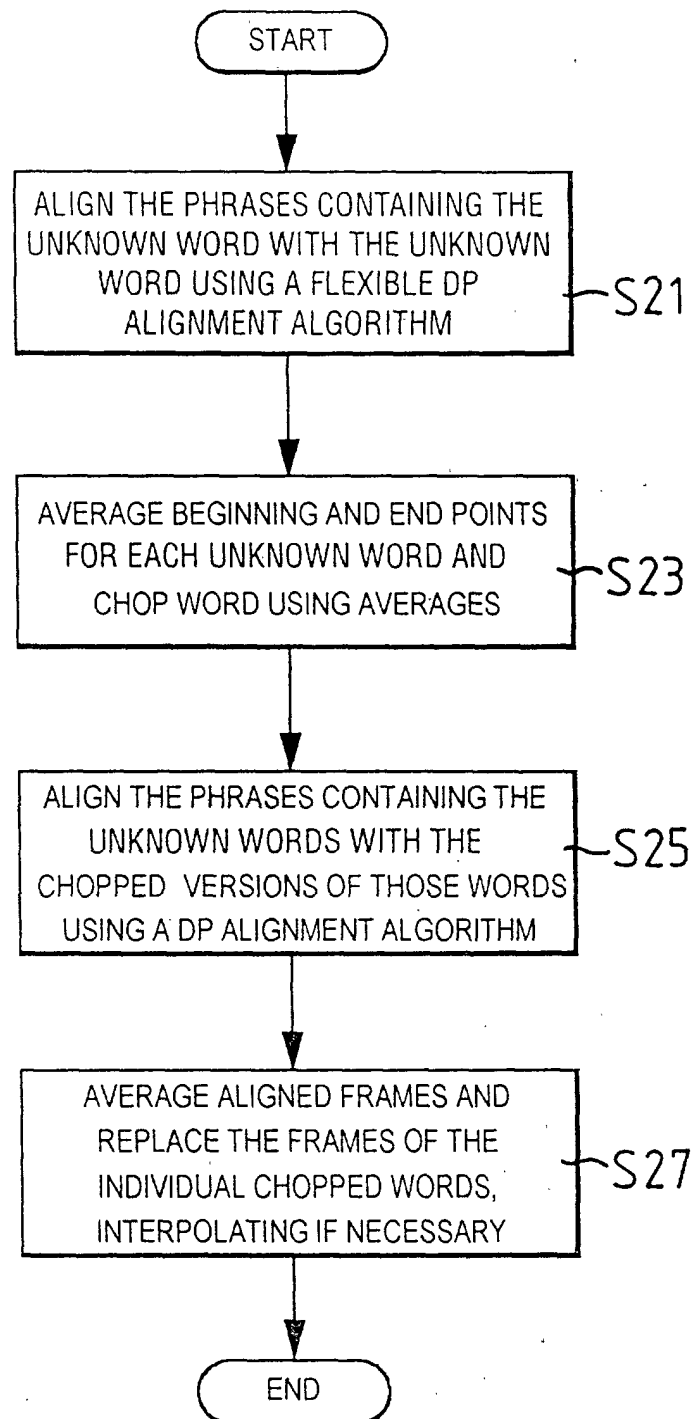 START
ALIGN THE PHRASES CONTAINING THE
UNKNOWN WORD WITH THE UNKNOWN
WORD USING A FLEXIBLE DP
ALIGNMENT ALGORITHM
S21
AVERAGE BEGINNING AND END POINTS
FOR EACH UNKNOWN WORD AND
CHOP WORD USING AVERAGES
S23
ALIGN THE PHRASES CONTAINING THE
UNKNOWN WORDS WITH THE
CHOPPED VERSIONS OF THOSE WORDS
USING A DP ALIGNMENT ALGORITHM
S25
AVERAGE ALIGNED FRAMES AND
REPLACE THE FRAMES OF THE
INDIVIDUAL CHOPPED WORDS,
INTERPOLATING IF NECESSARY
S27
END